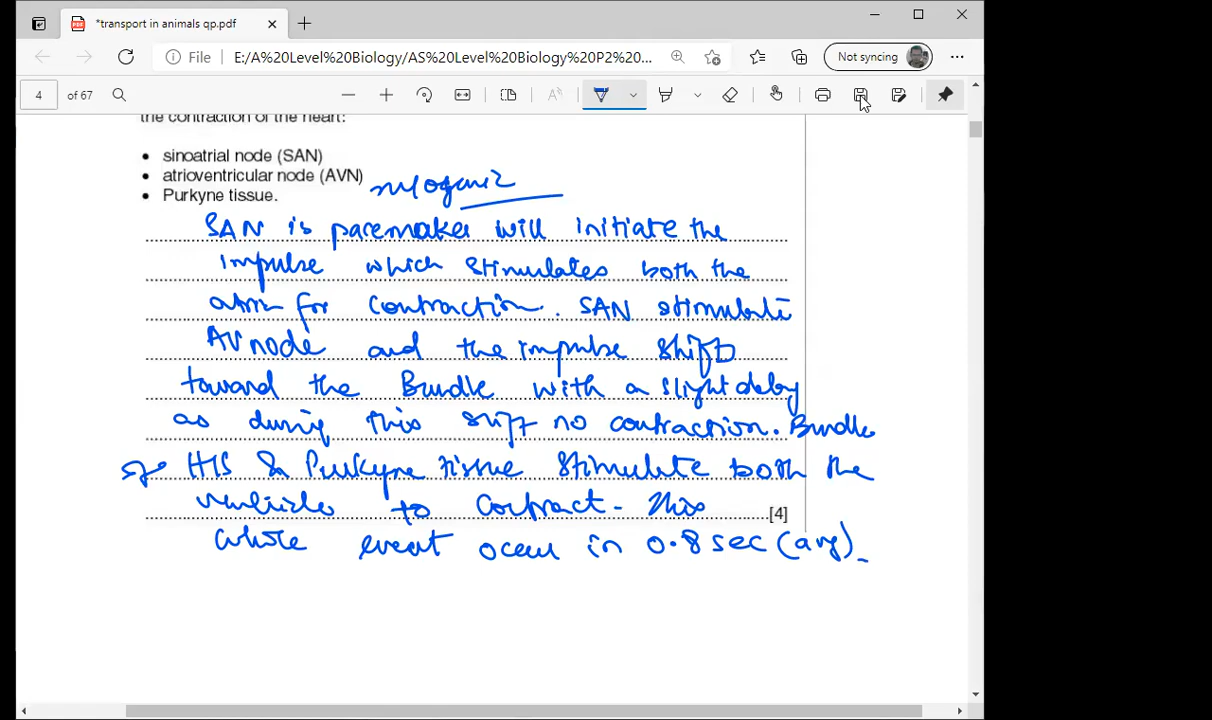 *transport in animals qp.pdf
File E:/A%20Level%20Biology/AS%20Level%20Biology%20P2%20... Not syncing
4 of 67
the contraction of the heart:
• sinoatrial node (SAN)
• atrioventricular node (AVN)
• Purkyne tissue.
myogenic
SAN is pacemaker will initiate the
impulse which stimulates both the
atria for contraction. SAN stimulate
AV node and the impulse shift
toward the Bundle with a slight delay
as during this shift no contraction. Bundle
of HIS & Purkyne tissue stimulate both the
ventricles to contract. This
[4]
whole event occur in 0.8 sec (avg).